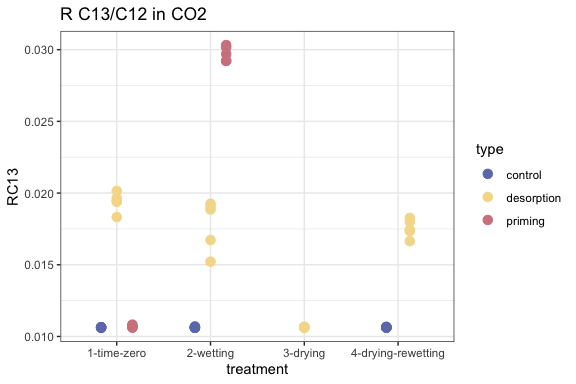 R C13/C12 in CO2
0.030
0.025
0.020
0.015
0.010
RC13
1-time-zero 2-wetting 3-drying 4-drying-rewetting
treatment
type
control
desorption
priming